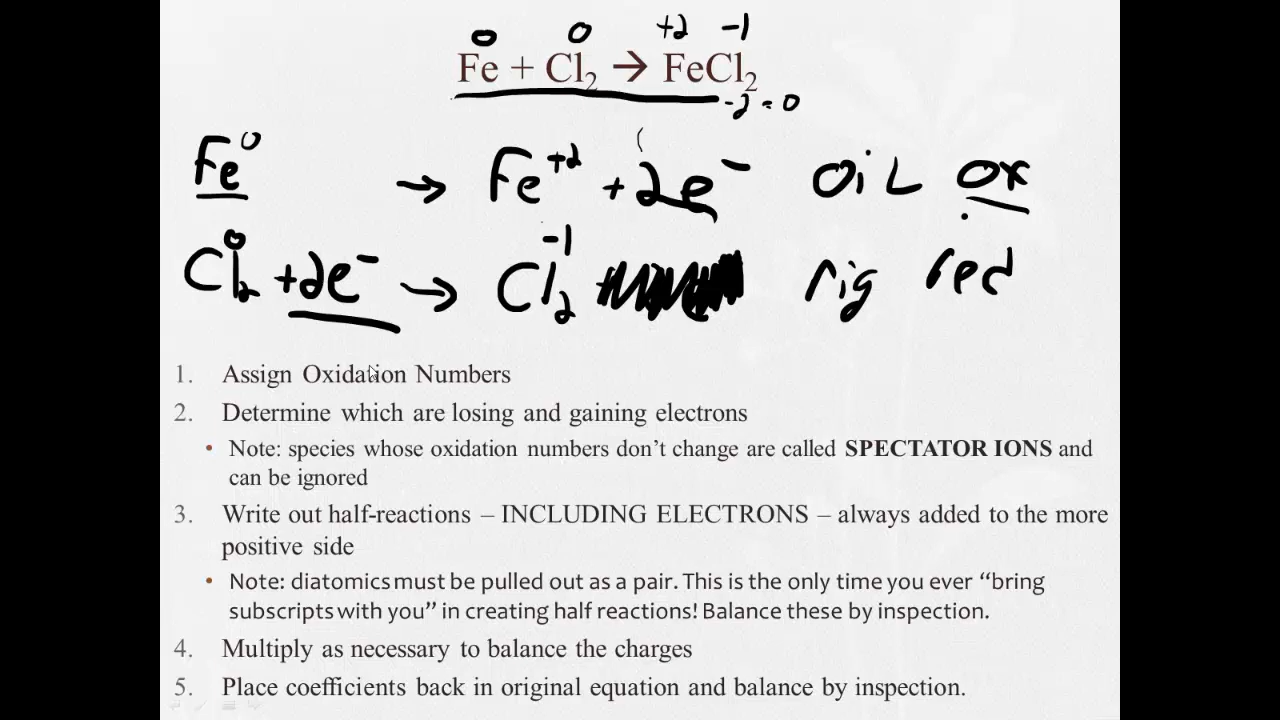 0 0 +2 -1
Fe + Cl₂ → FeCl₂
-2 = 0
Fe⁰ → Fe⁺² + 2e⁻ OiL ox
Cl₂⁰ + 2e⁻ → Cl₂⁻¹ rig red
1. Assign Oxidation Numbers
2. Determine which are losing and gaining electrons
• Note: species whose oxidation numbers don’t change are called SPECTATOR IONS and
can be ignored
3. Write out half-reactions – INCLUDING ELECTRONS – always added to the more
positive side
• Note: diatomics must be pulled out as a pair. This is the only time you ever “bring
subscripts with you” in creating half reactions! Balance these by inspection.
4. Multiply as necessary to balance the charges
5. Place coefficients back in original equation and balance by inspection.